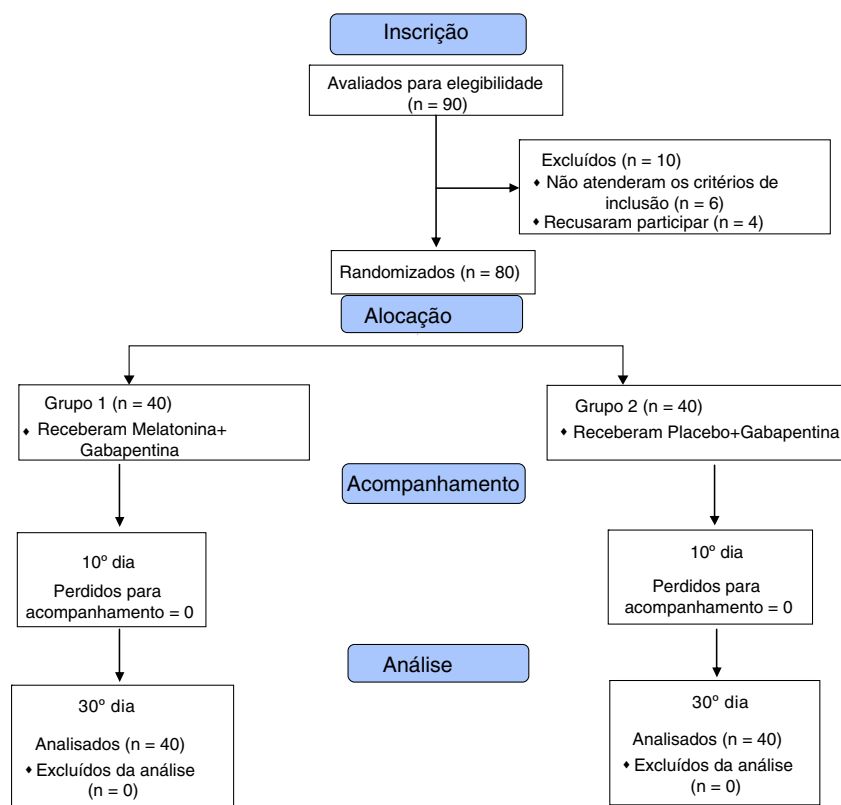 Inscrição
Avaliados para elegibilidade
(n = 90)
Excluídos (n = 10)
♦ Não atenderam os critérios de
inclusão (n = 6)
♦ Recusaram participar (n = 4)
Randomizados (n = 80)
Alocação
Grupo 1 (n = 40)
♦ Receberam Melatonina+
Gabapentina
Grupo 2 (n = 40)
♦ Receberam Placebo+Gabapentina
Acompanhamento
10º dia
Perdidos para
acompanhamento = 0
10º dia
Perdidos para
acompanhamento = 0
Análise
30º dia
Analisados (n = 40)
♦ Excluídos da análise
(n = 0)
30º dia
Analisados (n = 40)
♦ Excluídos da análise
(n = 0)